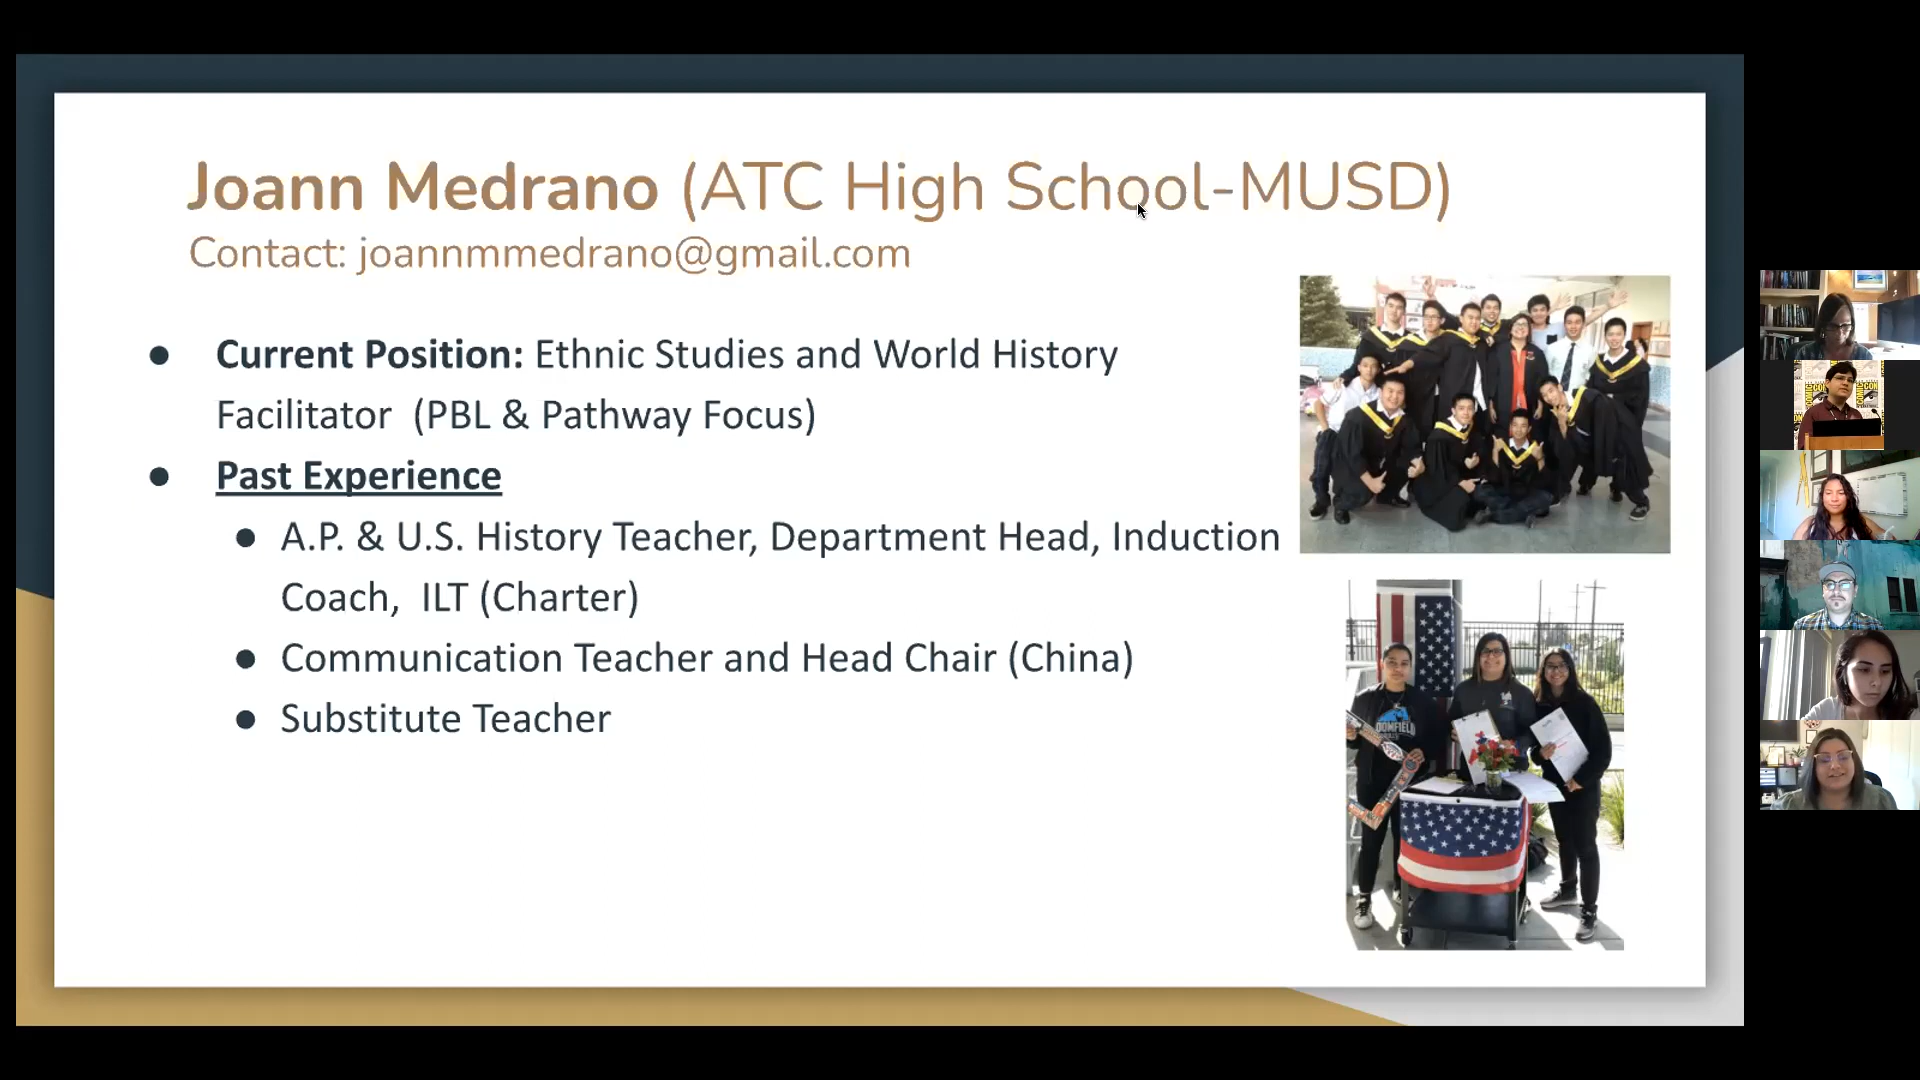 Joann Medrano (ATC High School-MUSD)
Contact: joannmmedrano@gmail.com
● Current Position: Ethnic Studies and World History
Facilitator (PBL & Pathway Focus)
● Past Experience
● A.P. & U.S. History Teacher, Department Head, Induction
Coach, ILT (Charter)
● Communication Teacher and Head Chair (China)
● Substitute Teacher